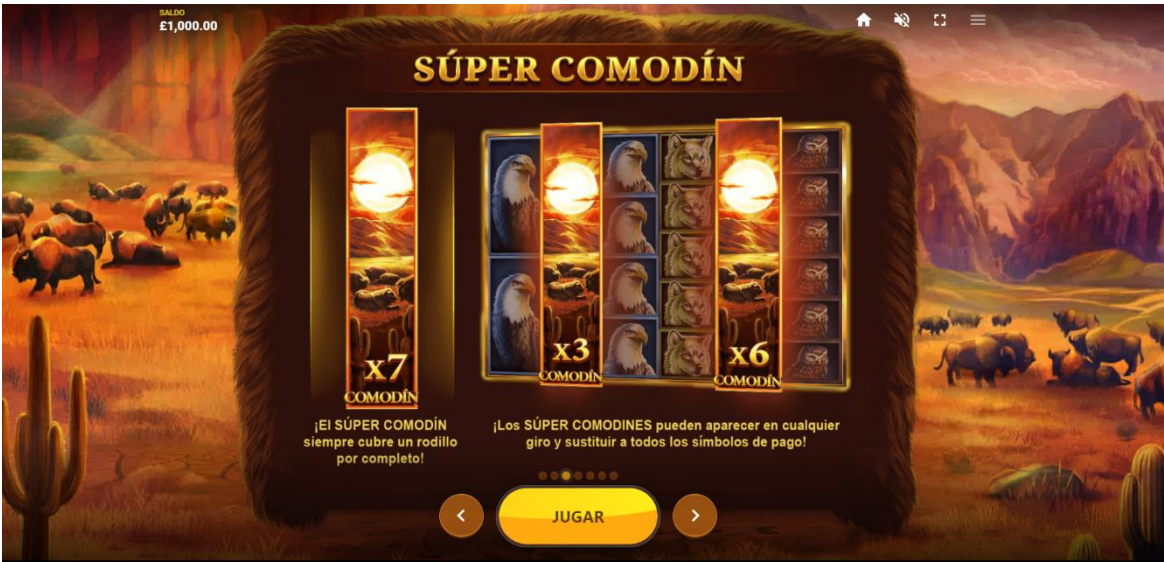 SALDO
£1,000.00
SÚPER COMODÍN
x7
COMODÍN
x3
COMODÍN
x6
COMODÍN
¡El SÚPER COMODÍN
siempre cubre un rodillo
por completo!
¡Los SÚPER COMODINES pueden aparecer en cualquier
giro y sustituir a todos los símbolos de pago!
JUGAR